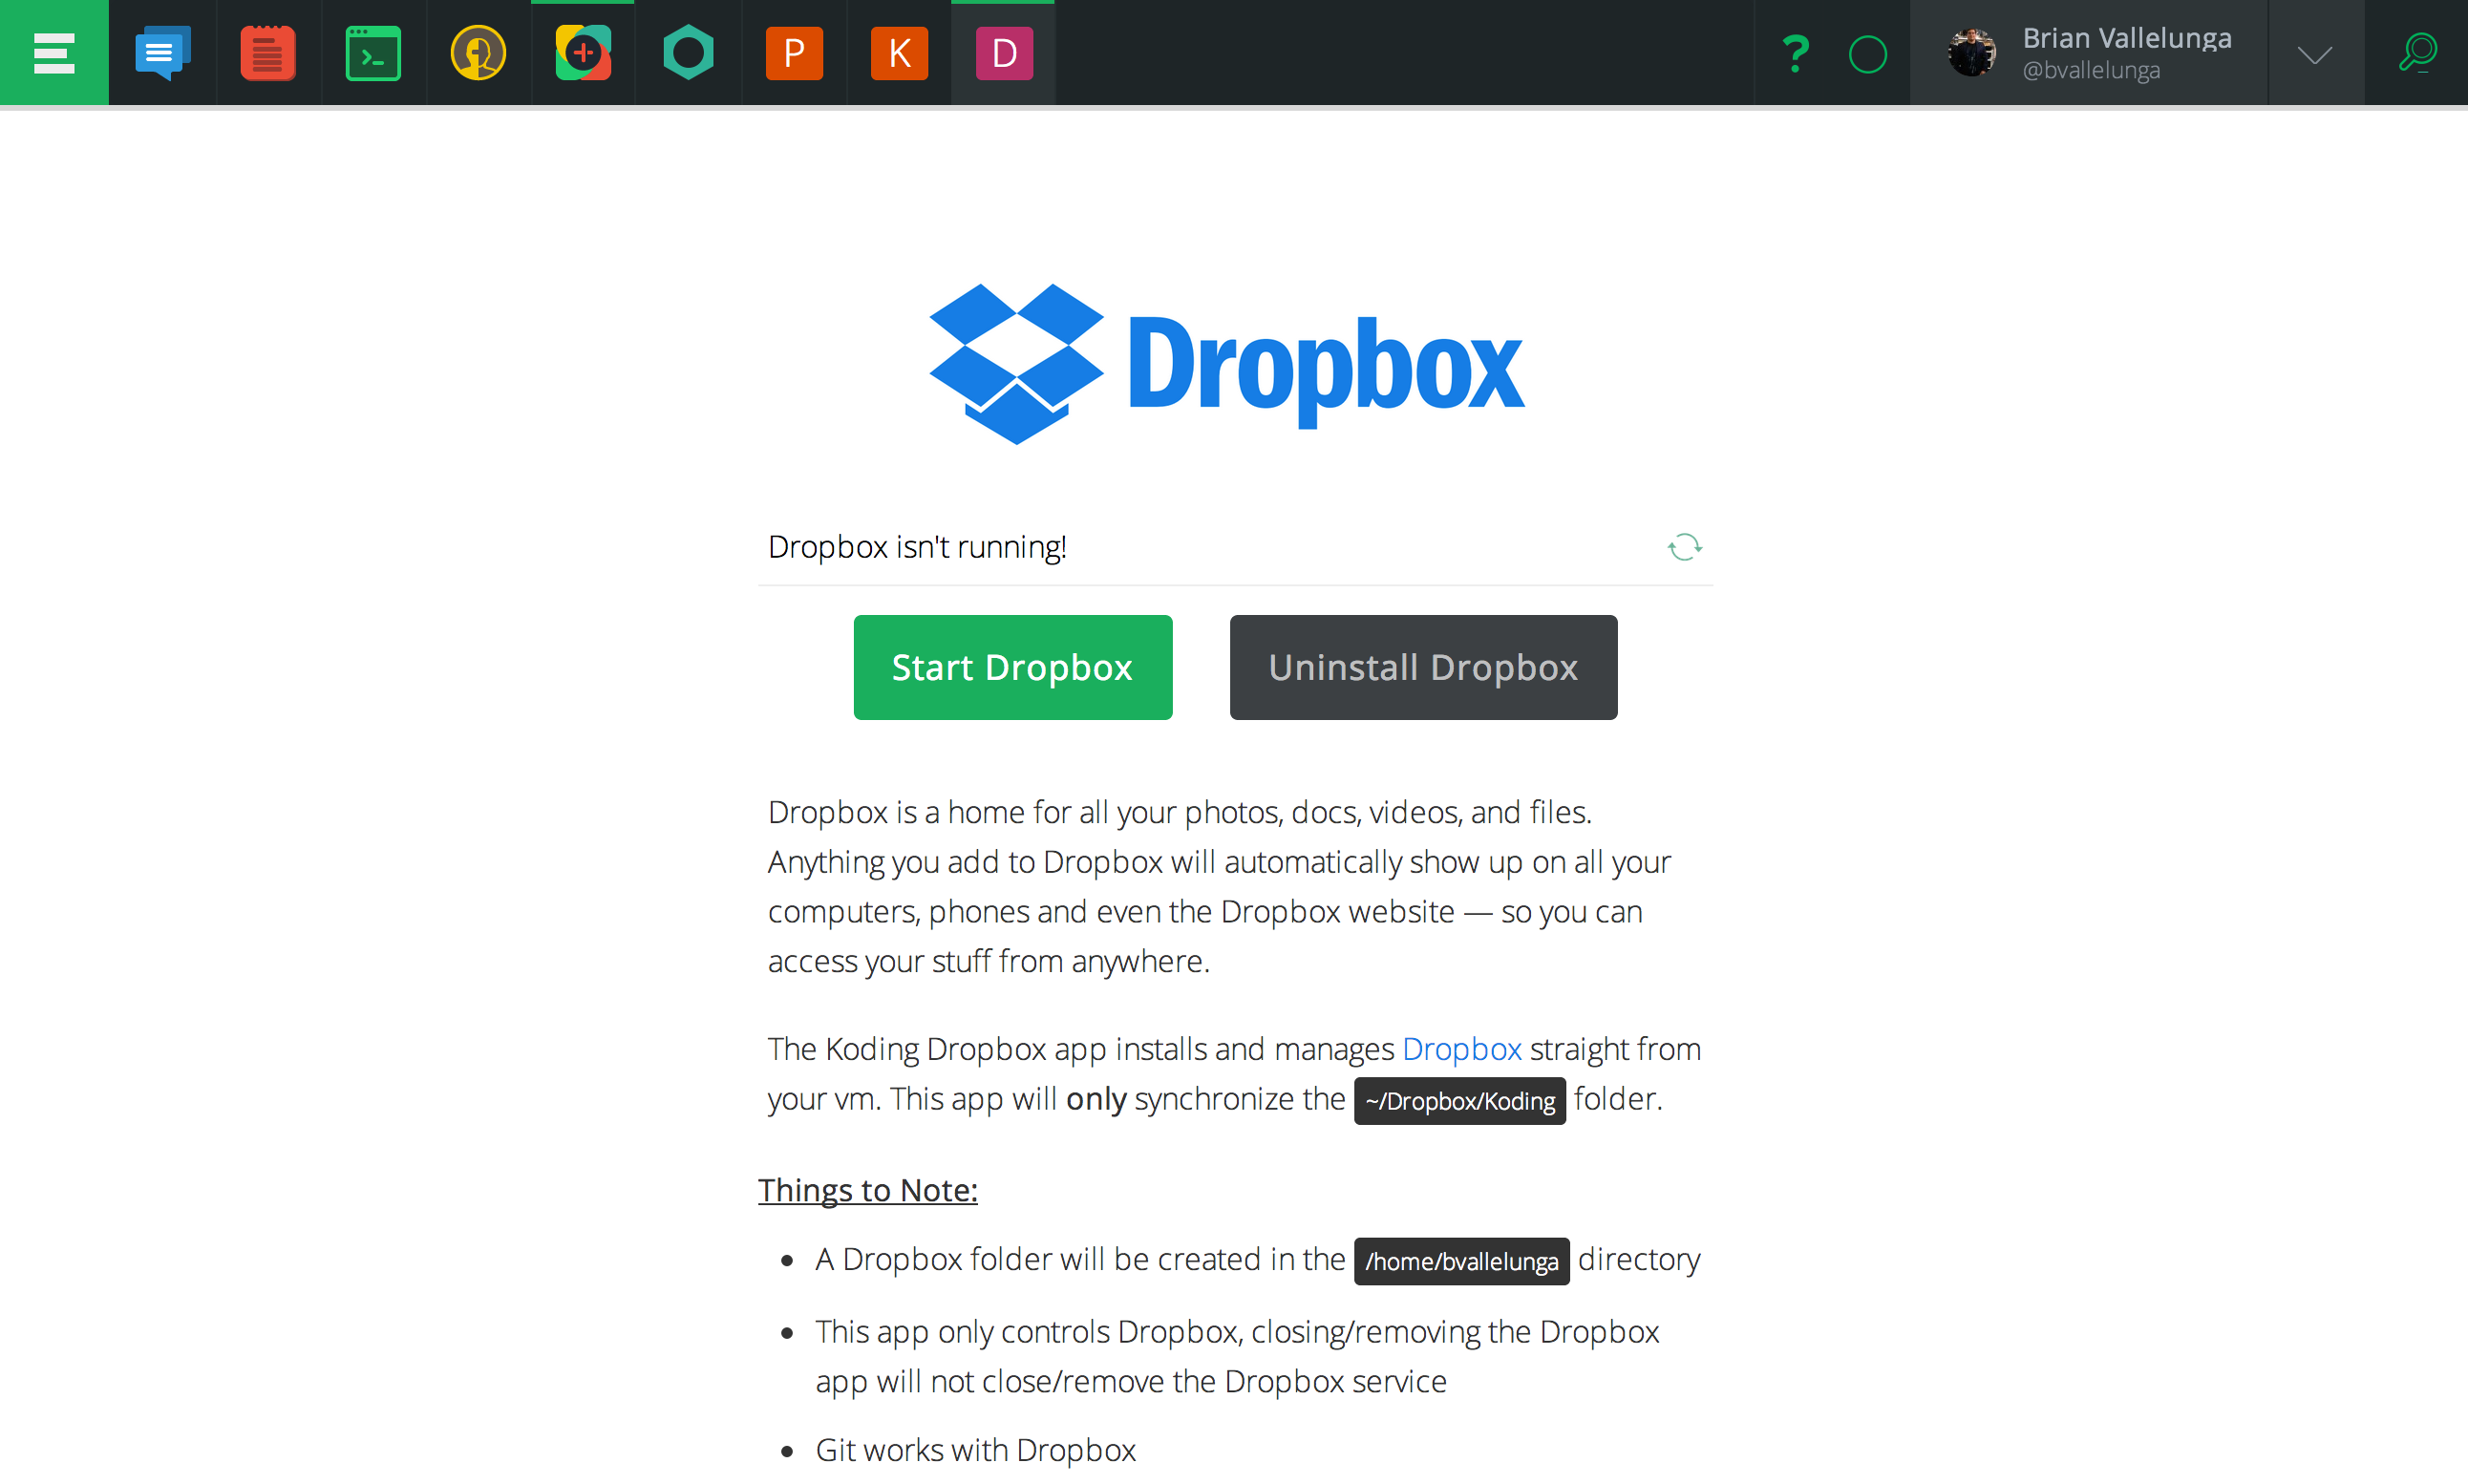 P K D ? Brian Vallelunga
@bvallelunga
Dropbox
Dropbox isn't running!
Start Dropbox Uninstall Dropbox
Dropbox is a home for all your photos, docs, videos, and files.
Anything you add to Dropbox will automatically show up on all your
computers, phones and even the Dropbox website — so you can
access your stuff from anywhere.
The Koding Dropbox app installs and manages Dropbox straight from
your vm. This app will only synchronize the ~/Dropbox/Koding folder.
Things to Note:
• A Dropbox folder will be created in the /home/bvallelunga directory
• This app only controls Dropbox, closing/removing the Dropbox
app will not close/remove the Dropbox service
• Git works with Dropbox